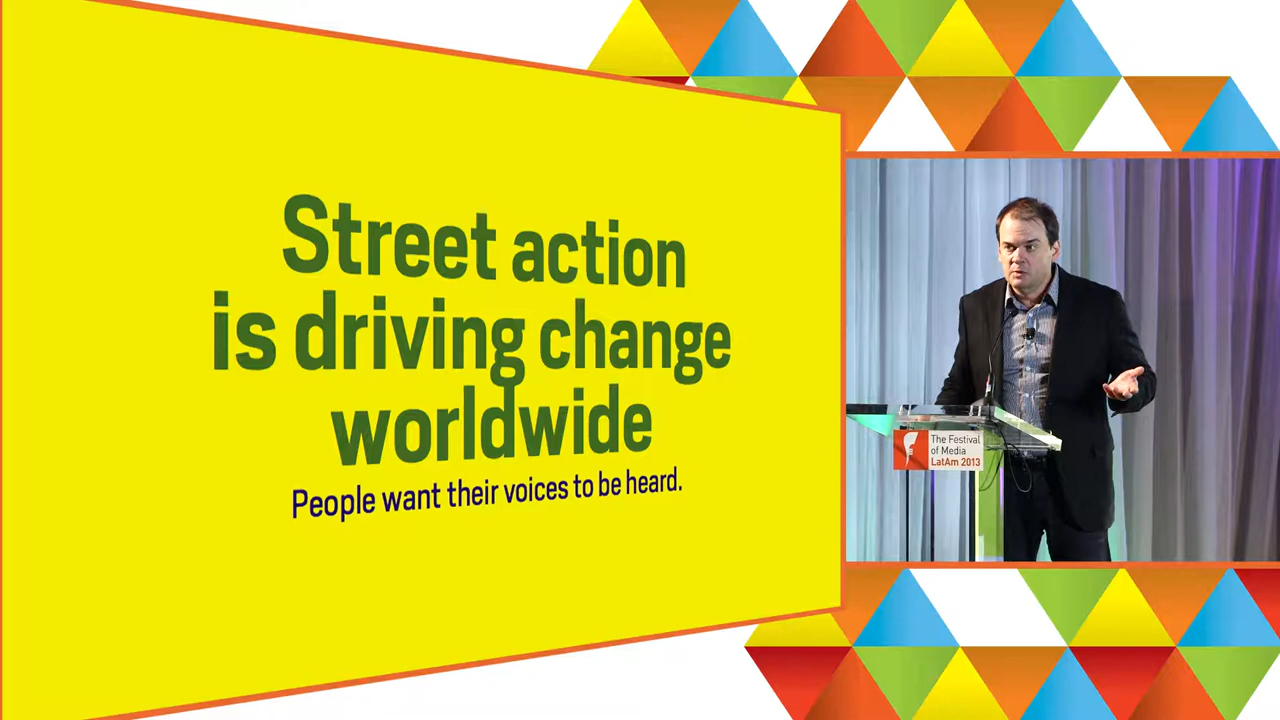 Street action
is driving change
worldwide
People want their voices to be heard.
The Festival
of Media
LatAm 2013